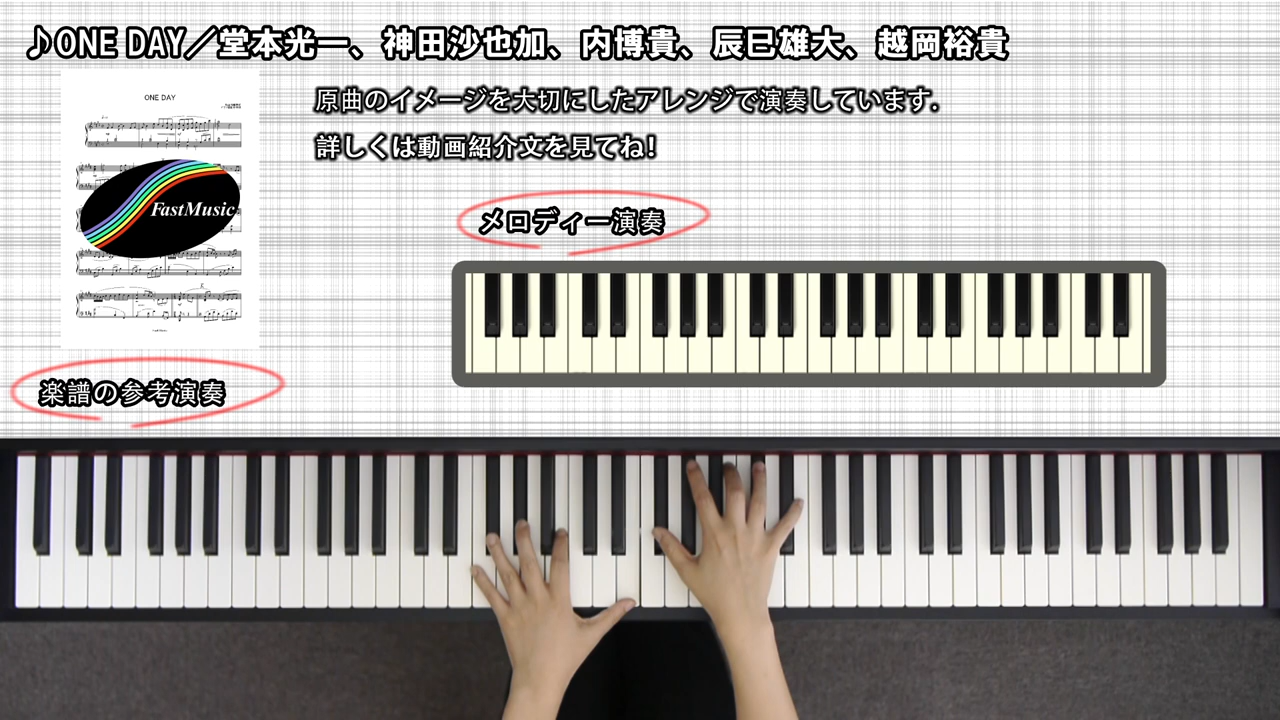 ♪ONE DAY／堂本光一、神田沙也加、内博貴、辰巳雄大、越岡裕貴
原曲のイメージを大切にしたアレンジで演奏しています.
詳しくは動画紹介文を見てね!
ONE DAY
FastMusic
メロディー演奏
楽譜の参考演奏